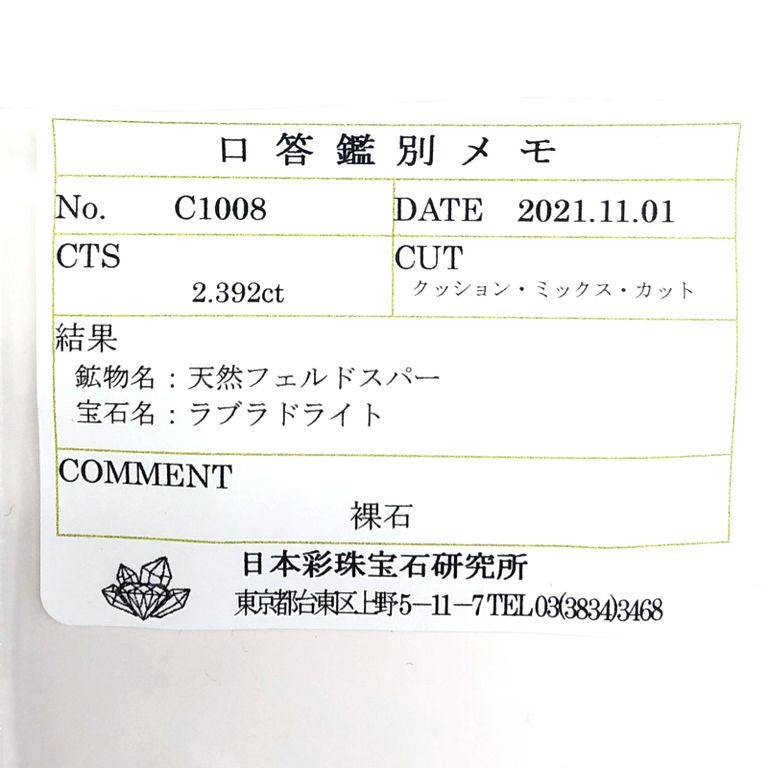 口答鑑別メモ
No. C1008 DATE 2021.11.01
CTS CUT
2.392ct クッション・ミックス・カット
結果
鉱物名：天然フェルドスパー
宝石名：ラブラドライト
COMMENT
裸石
日本彩珠宝石研究所
東京都台東区上野5－11－7 TEL03(3834)3468